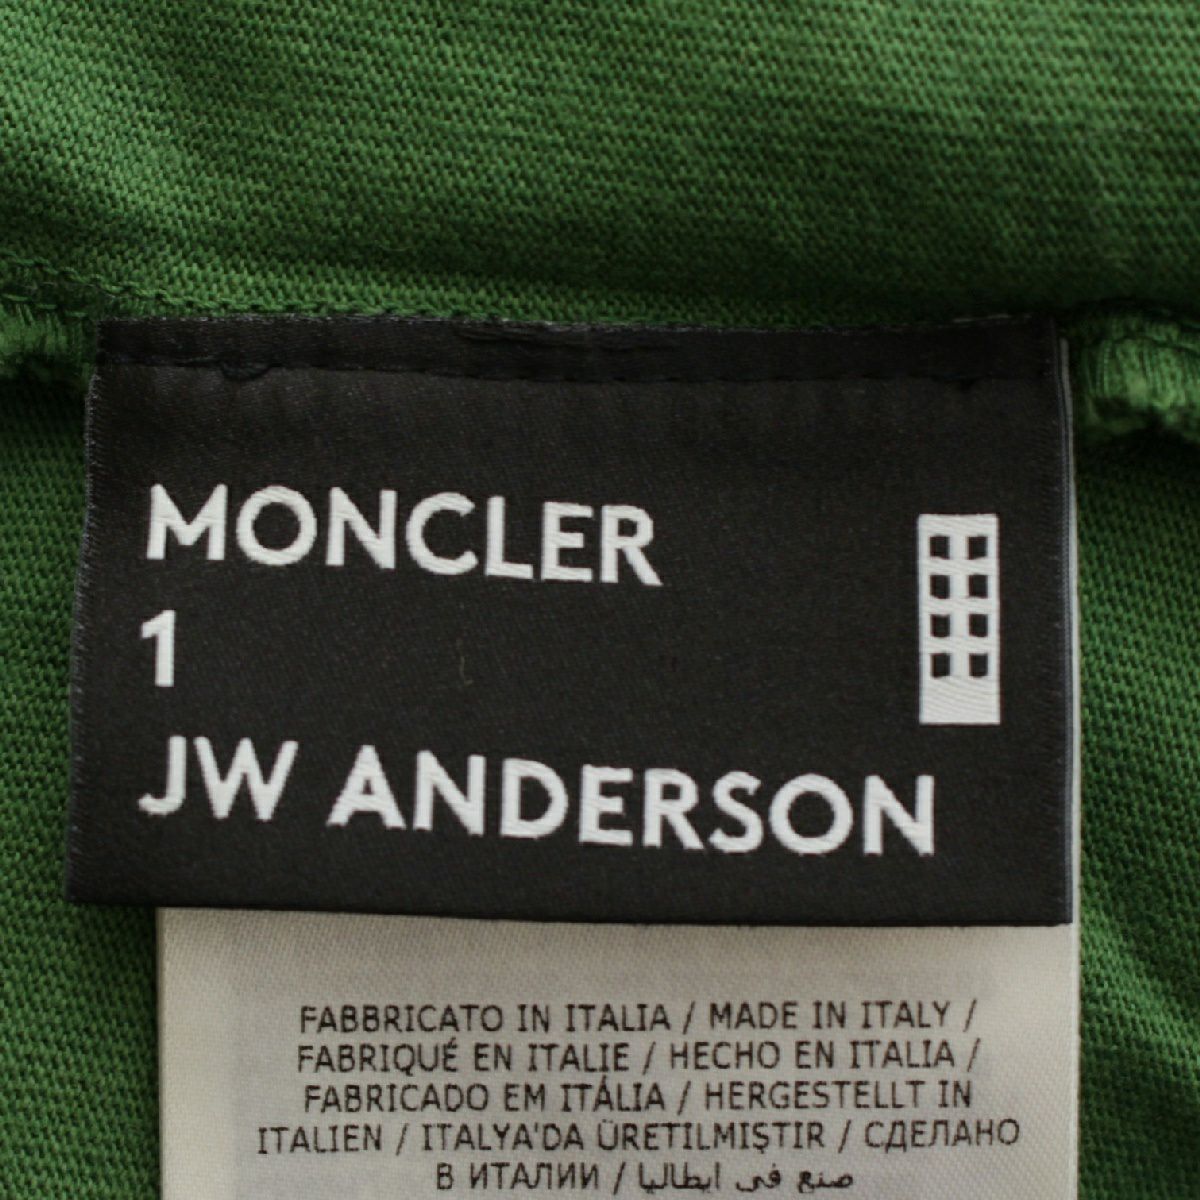 MONCLER
1
JW ANDERSON
FABBRICATO IN ITALIA / MADE IN ITALY /
FABRIQUÉ EN ITALIE / HECHO EN ITALIA /
FABRICADO EM ITÁLIA / HERGESTELLT IN
ITALIEN / ITALYA'DA ÜRETILMIŞTIR / СДЕЛАНО
В ИТАЛИИ / صنع في ايطاليا